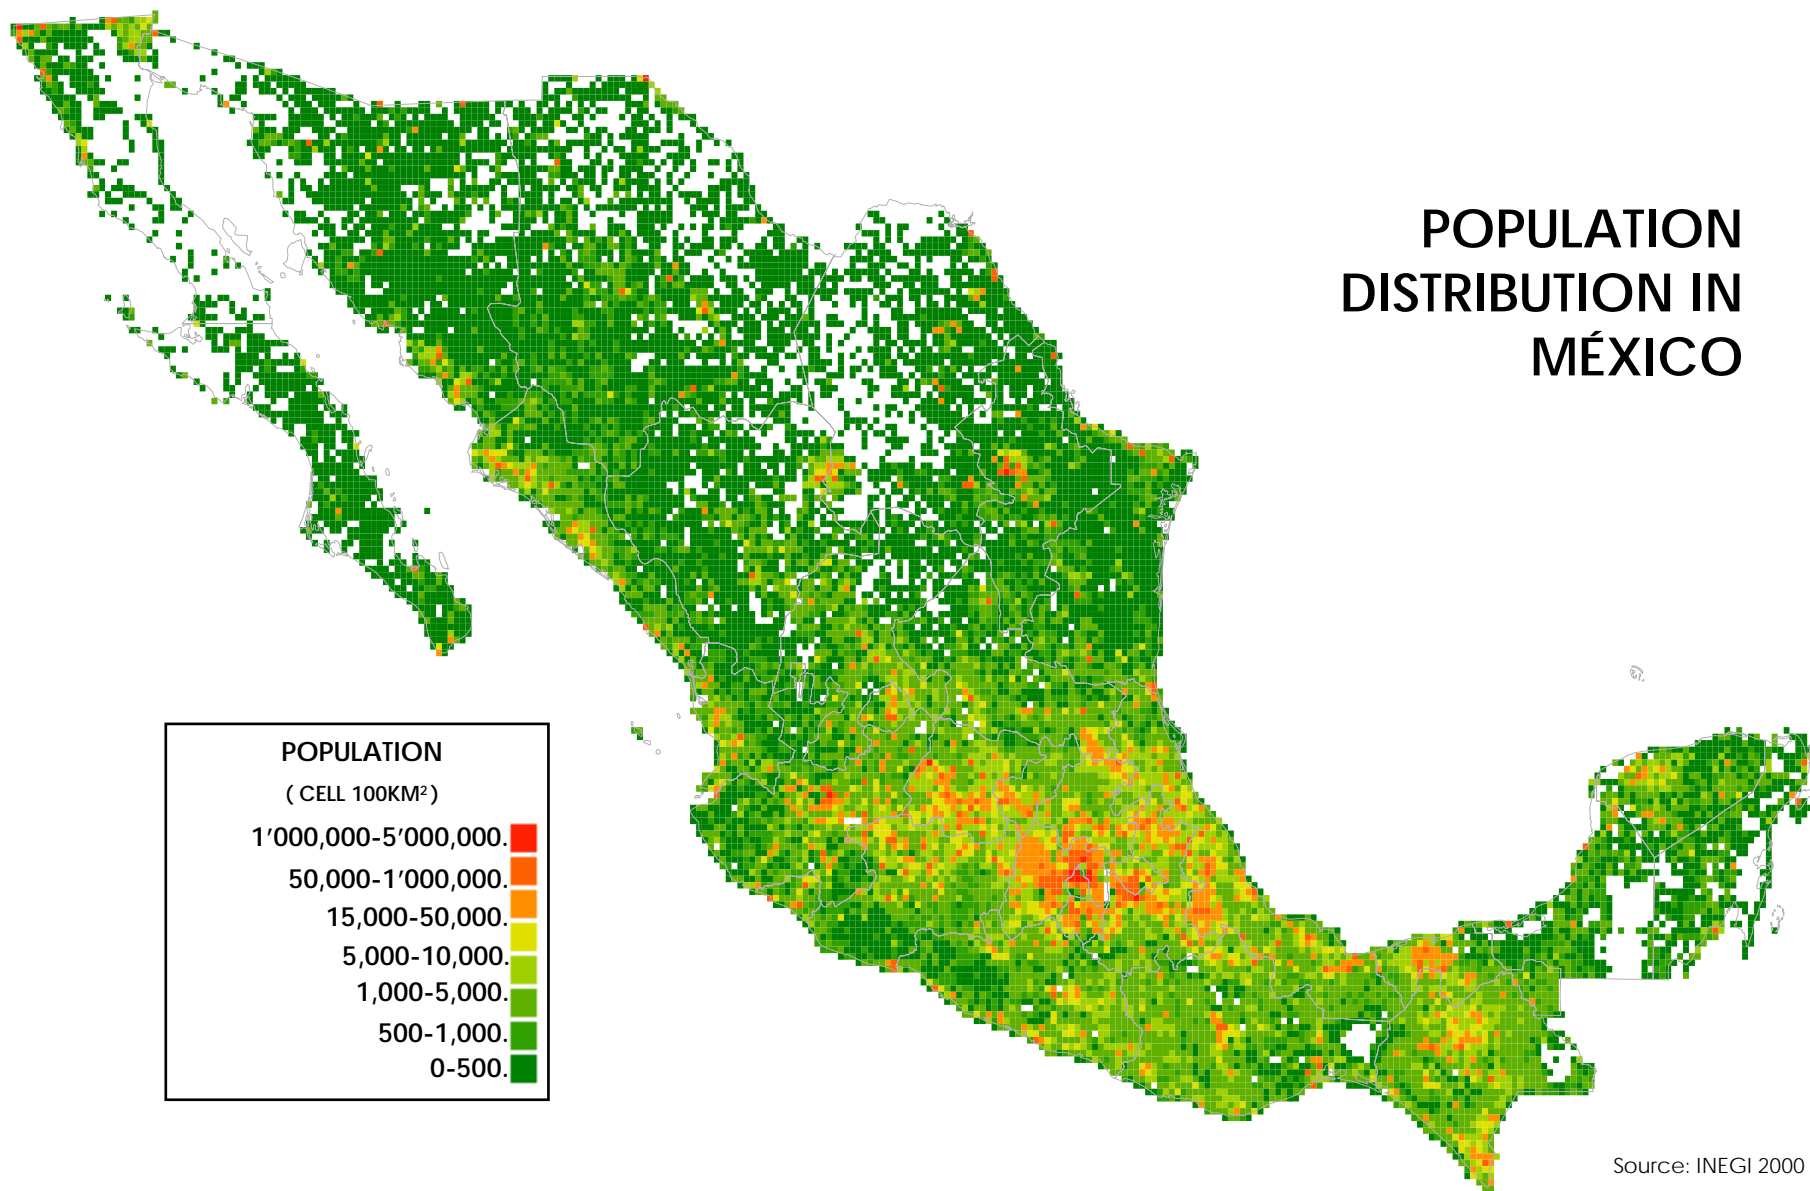 POPULATION
DISTRIBUTION IN
MÉXICO
POPULATION
( CELL 100KM²)
1'000,000-5'000,000.
50,000-1'000,000.
15,000-50,000.
5,000-10,000.
1,000-5,000.
500-1,000.
0-500.
Source: INEGI 2000